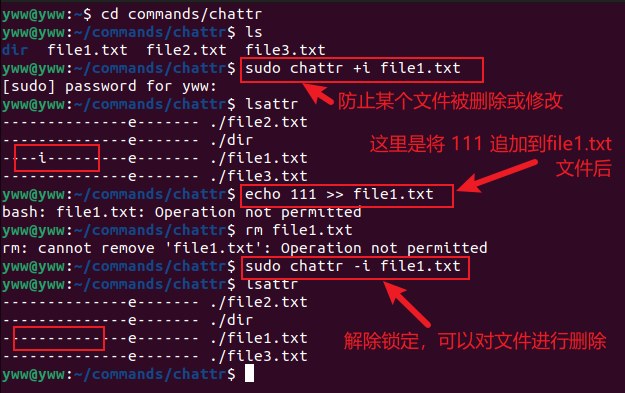 yww@yww:~$ cd commands/chattr
yww@yww:~/commands/chattr$ ls
dir  file1.txt  file2.txt  file3.txt
yww@yww:~/commands/chattr$ sudo chattr +i file1.txt
[sudo] password for yww:
防止某个文件被删除或修改
yww@yww:~/commands/chattr$ lsattr
--------------e------- ./file2.txt
--------------e------- ./dir
----i---------e------- ./file1.txt
--------------e------- ./file3.txt
这里是将 111 追加到file1.txt
文件后
yww@yww:~/commands/chattr$ echo 111 >> file1.txt
bash: file1.txt: Operation not permitted
yww@yww:~/commands/chattr$ rm file1.txt
rm: cannot remove 'file1.txt': Operation not permitted
yww@yww:~/commands/chattr$ sudo chattr -i file1.txt
yww@yww:~/commands/chattr$ lsattr
--------------e------- ./file2.txt
--------------e------- ./dir
--------------e------- ./file1.txt
--------------e------- ./file3.txt
解除锁定，可以对文件进行删除
yww@yww:~/commands/chattr$